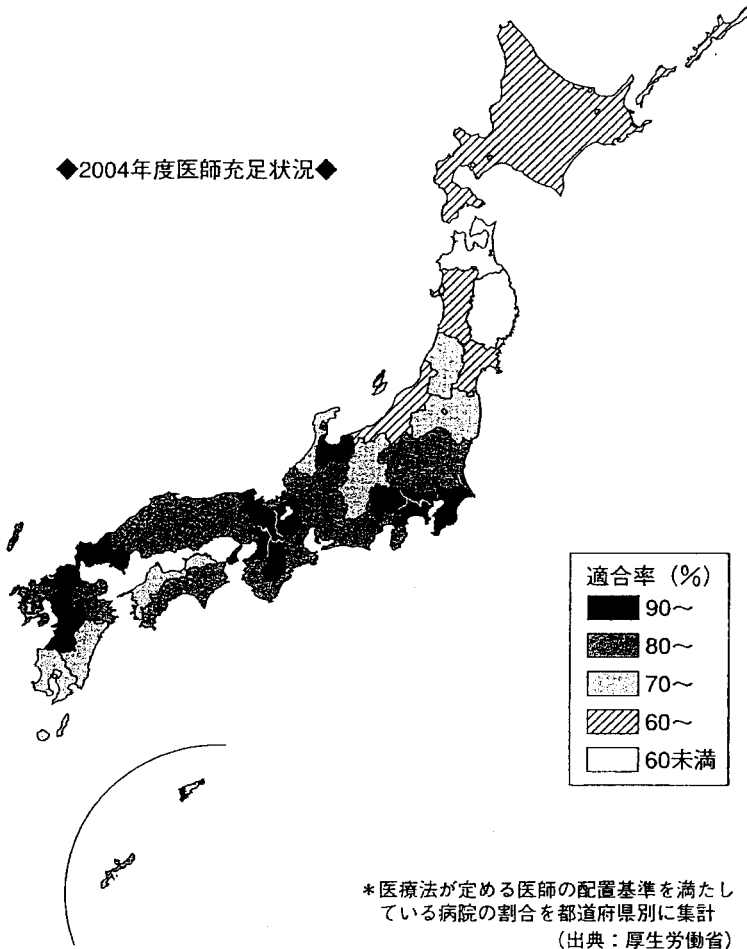 ◆2004年度医師充足状況◆
適合率（%）
90～
80～
70～
60～
60未満
＊医療法が定める医師の配置基準を満たし
ている病院の割合を都道府県別に集計
（出典：厚生労働省）